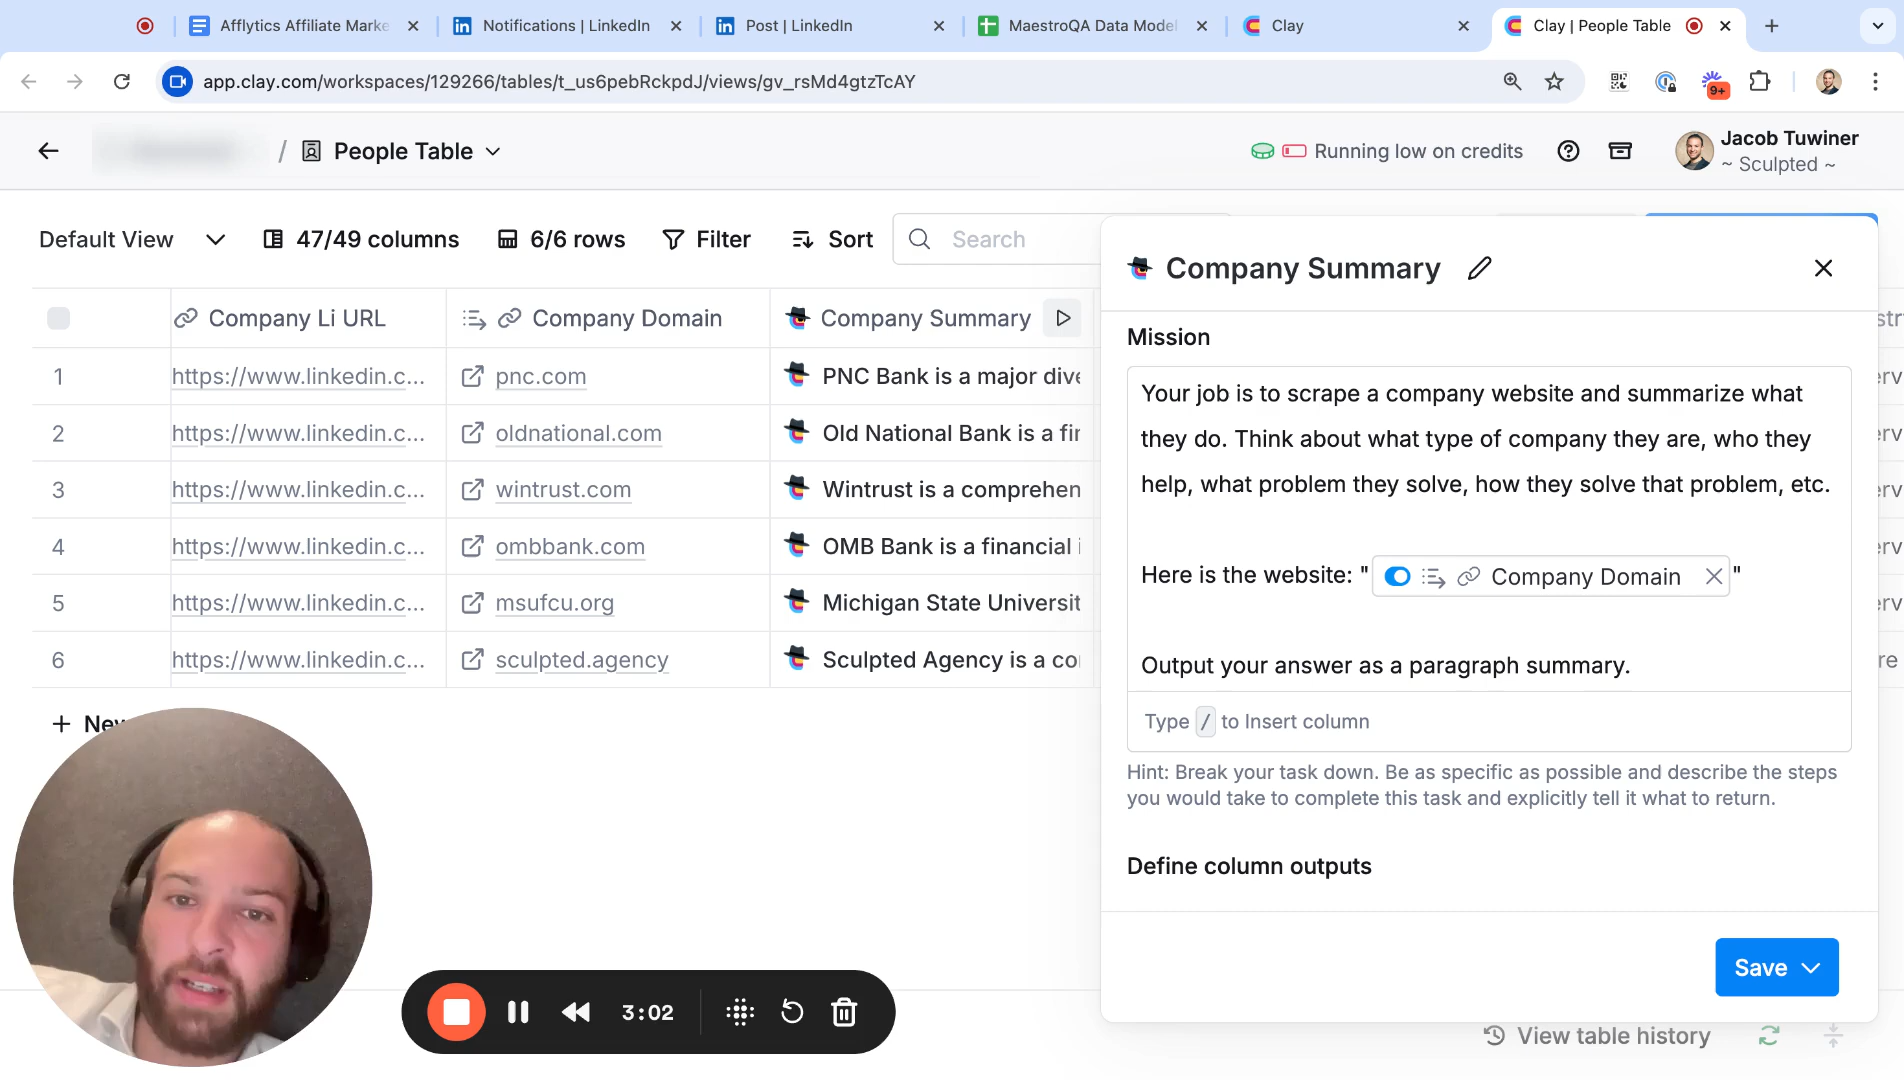 Afflytics Affiliate Marke
Notifications | LinkedIn
Post | LinkedIn
MaestroQA Data Model
Clay
Clay | People Table
app.clay.com/workspaces/129266/tables/t_us6pebRckpdJ/views/gv_rsMd4gtzTcAY
9+
/ People Table
Running low on credits
Jacob Tuwiner
~ Sculpted ~
Default View
47/49 columns
6/6 rows
Filter
Sort
Search
Company Li URL
Company Domain
Company Summary
1
https://www.linkedin.c...
pnc.com
PNC Bank is a major dive
2
https://www.linkedin.c...
oldnational.com
Old National Bank is a fir
3
https://www.linkedin.c...
wintrust.com
Wintrust is a comprehen
4
https://www.linkedin.c...
ombbank.com
OMB Bank is a financial i
5
https://www.linkedin.c...
msufcu.org
Michigan State Universit
6
https://www.linkedin.c...
sculpted.agency
Sculpted Agency is a co
+ New
Company Summary
Mission
Your job is to scrape a company website and summarize what
they do. Think about what type of company they are, who they
help, what problem they solve, how they solve that problem, etc.
Here is the website: " Company Domain "
Output your answer as a paragraph summary.
Type / to Insert column
Hint: Break your task down. Be as specific as possible and describe the steps
you would take to complete this task and explicitly tell it what to return.
Define column outputs
Save
3:02
View table history